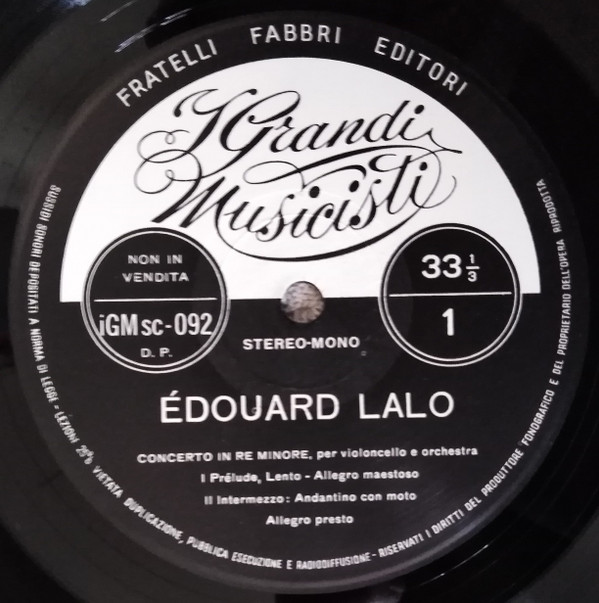 FRATELLI FABBRI EDITORI
I Grandi
Musicisti
NON IN
VENDITA
iGM sc-092
D. P.
33 1/3
1
STEREO-MONO
ÉDOUARD LALO
CONCERTO IN RE MINORE, per violoncello e orchestra
I Prélude, Lento - Allegro maestoso
II Intermezzo: Andantino con moto
Allegro presto
SUSSIDI SONORI DEPOSITATI A NORMA DI LEGGE - LEZIONI 25ª VIETATA DUPLICAZIONE, PUBBLICA ESECUZIONE E RADIODIFFUSIONE - RISERVATI I DIRITTI DEL PRODUTTORE FONOGRAFICO E DEL PROPRIETARIO DELL'OPERA RIPRODOTTA